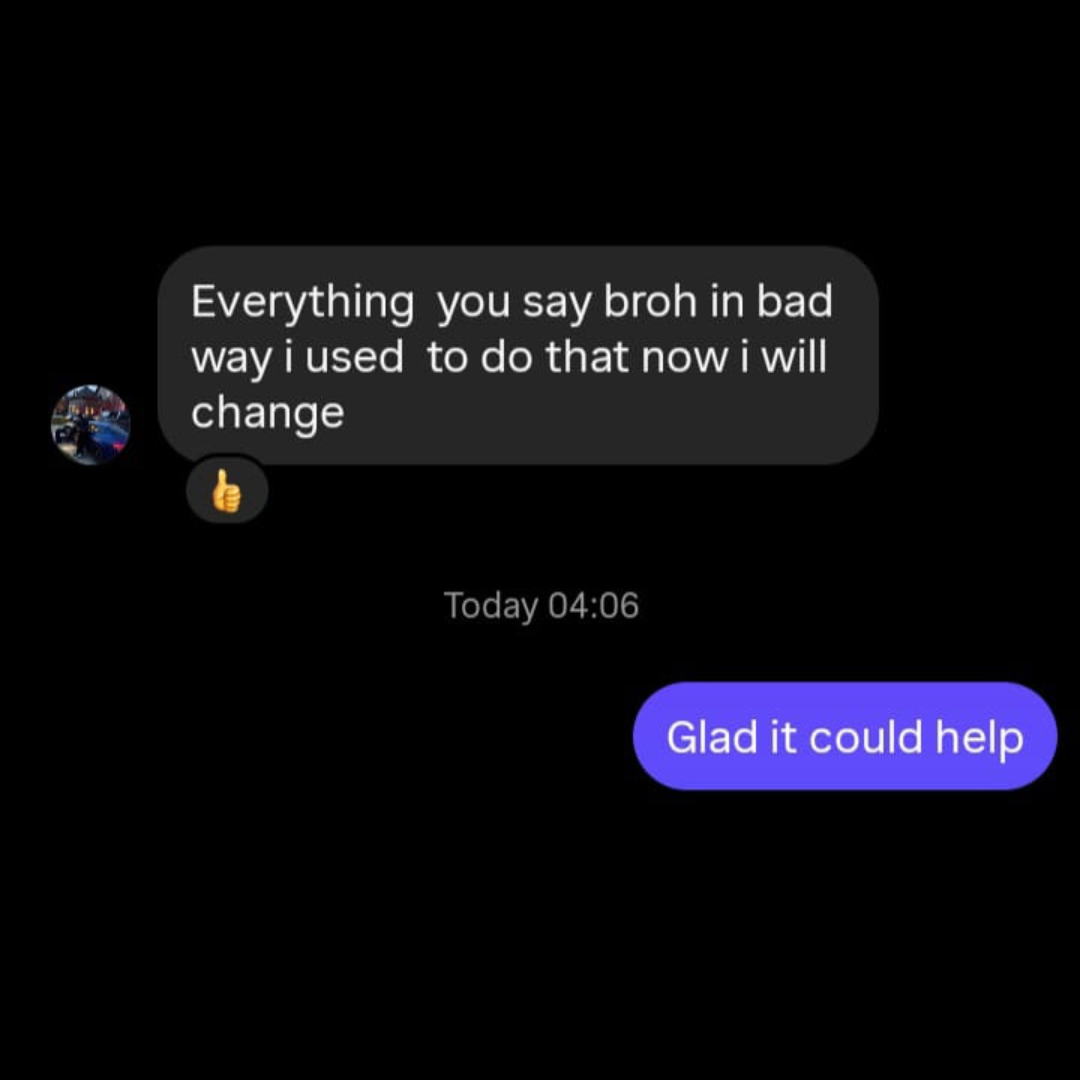 Everything  you say broh in bad
way i used  to do that now i will
change
👍
Today 04:06
Glad it could help